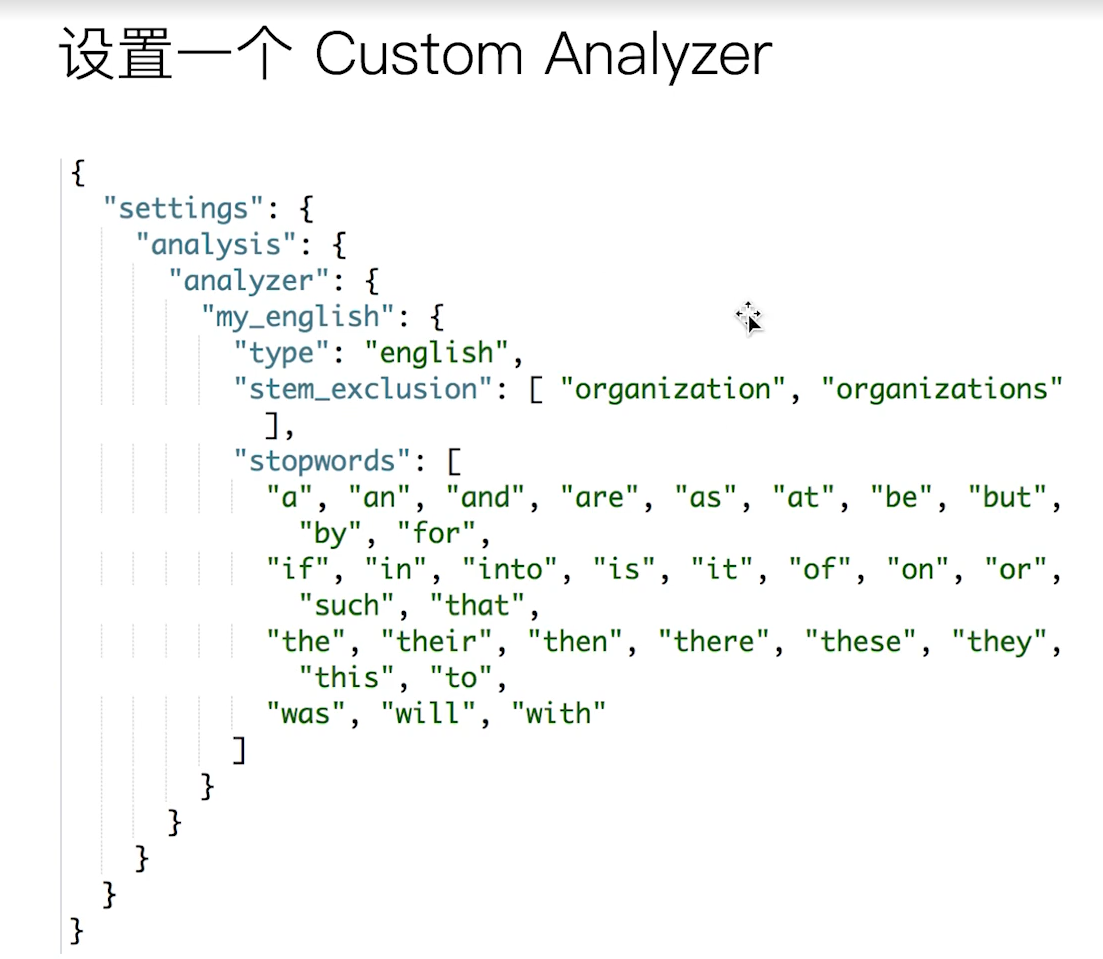 设置一个 Custom Analyzer
{
"settings": {
"analysis": {
"analyzer": {
"my_english": {
"type": "english",
"stem_exclusion": [ "organization", "organizations"
],
"stopwords": [
"a", "an", "and", "are", "as", "at", "be", "but",
"by", "for",
"if", "in", "into", "is", "it", "of", "on", "or",
"such", "that",
"the", "their", "then", "there", "these", "they",
"this", "to",
"was", "will", "with"
]
}
}
}
}
}